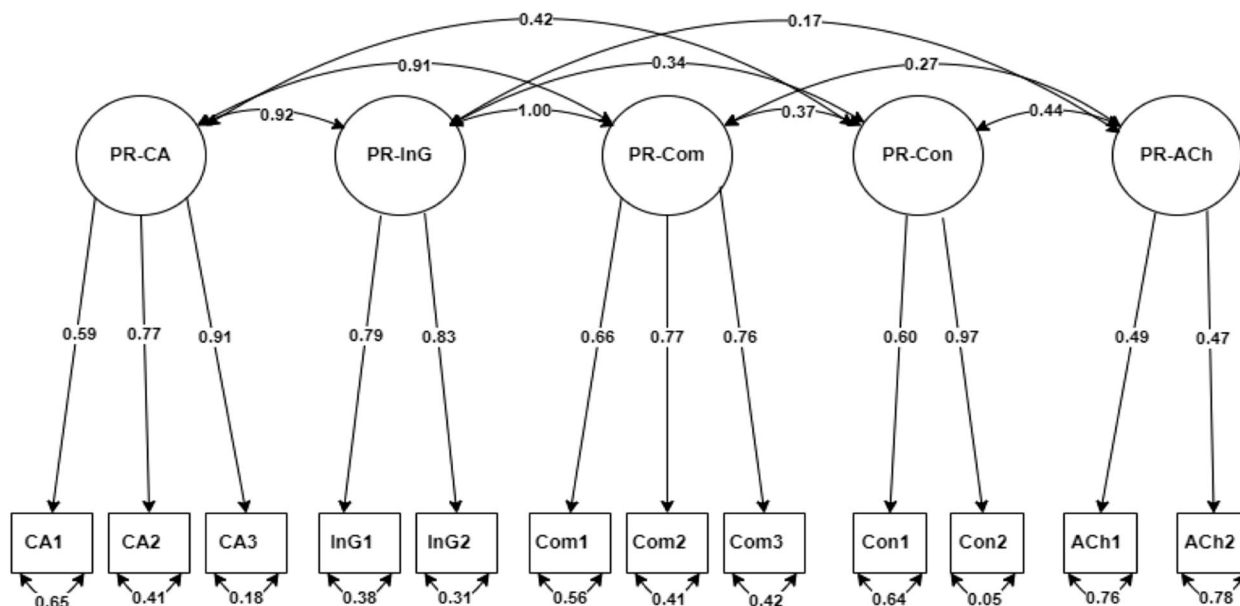 0.42 0.17
0.91 0.34 0.27
0.92 1.00 0.37 0.44
PR-CA PR-InG PR-Com PR-Con PR-ACh
0.59 0.77 0.91 0.79 0.83 0.66 0.77 0.76 0.60 0.97 0.49 0.47
CA1 CA2 CA3 InG1 InG2 Com1 Com2 Com3 Con1 Con2 ACh1 ACh2
0.65 0.41 0.18 0.38 0.31 0.56 0.41 0.42 0.64 0.05 0.76 0.78